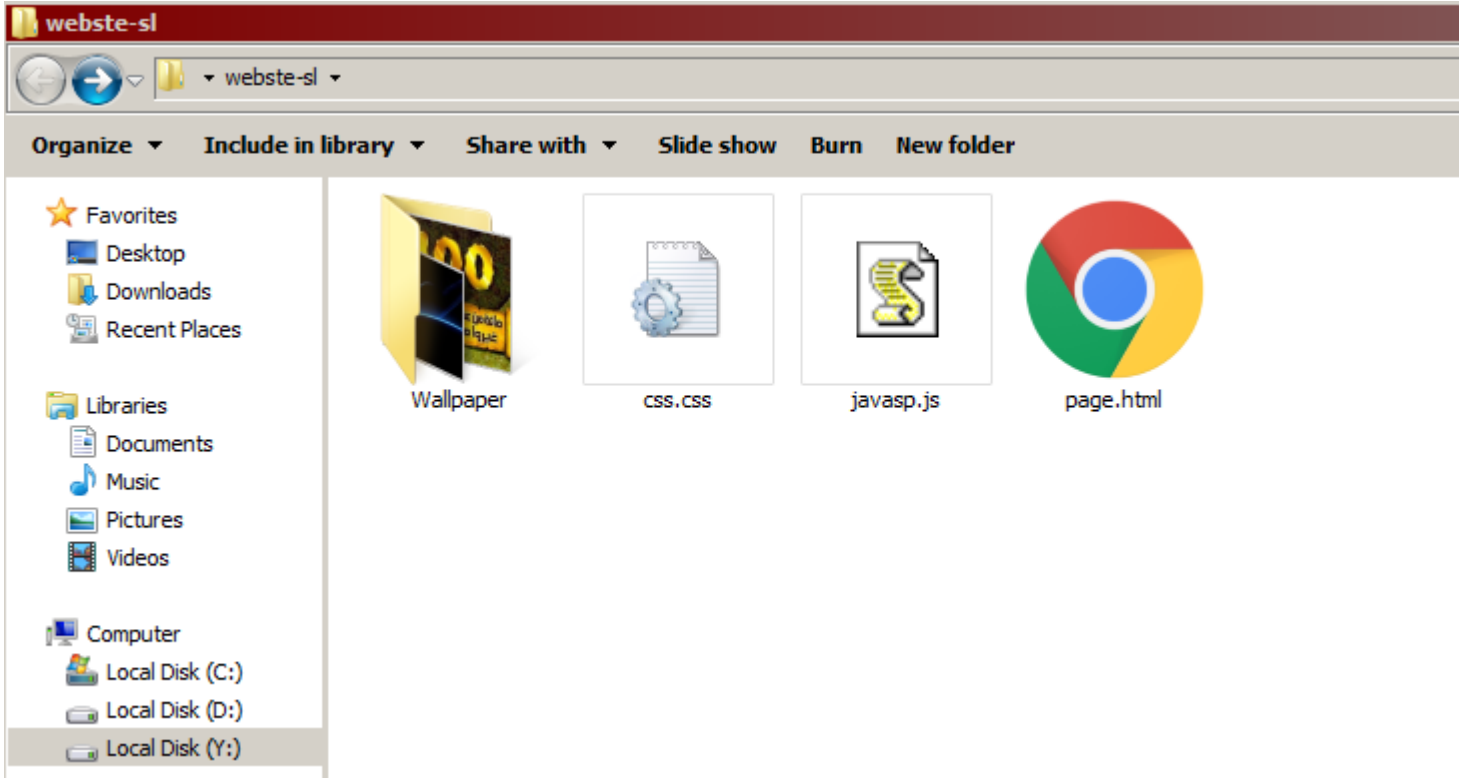 webste-sl
webste-sl
Organize Include in library Share with Slide show Burn New folder
Favorites
Desktop
Downloads
Recent Places
Libraries
Documents
Music
Pictures
Videos
Computer
Local Disk (C:)
Local Disk (D:)
Local Disk (Y:)
Wallpaper css.css javasp.js page.html